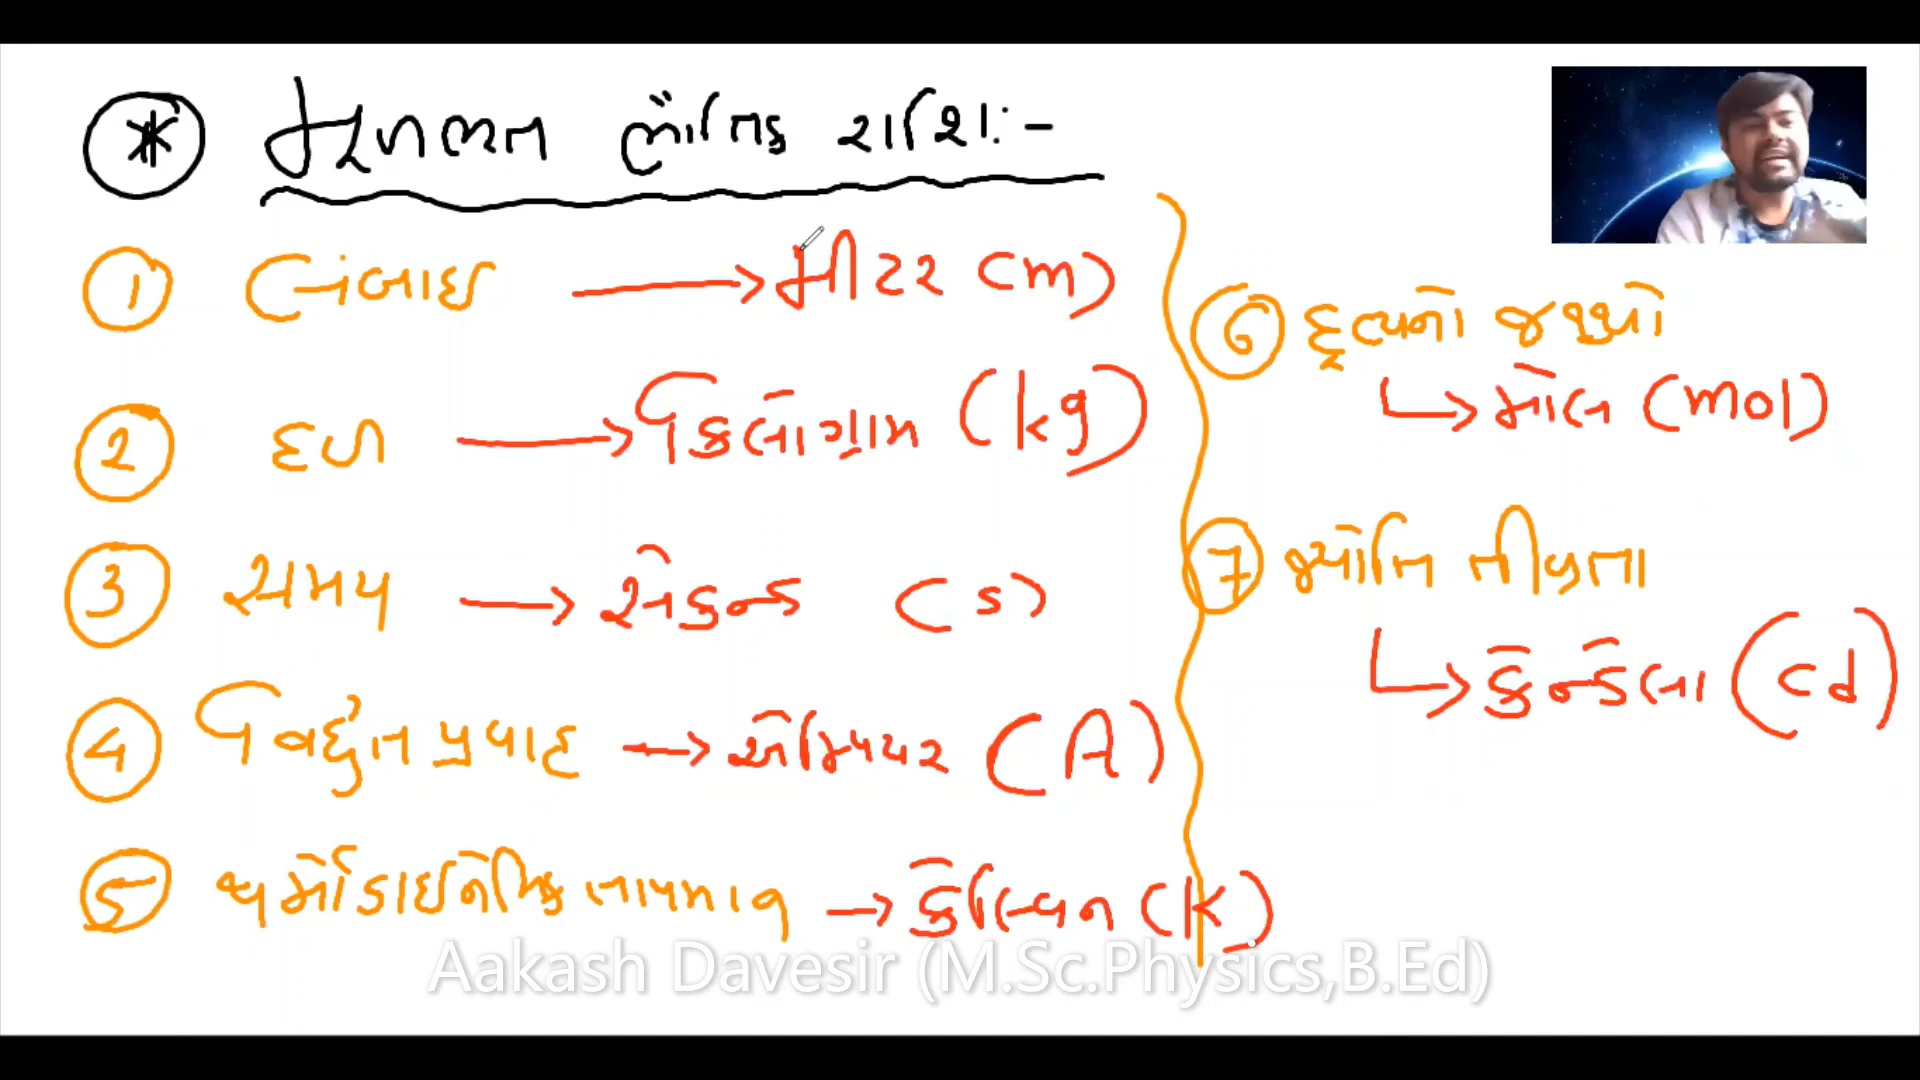 * મૂળભૂત ભૌતિક રાશિ :-
1 લંબાઇ → મીટર (m)
2 દળ → કિલોગ્રામ (kg)
3 સમય → સેકન્ડ (s)
4 વિદ્યુત પ્રવાહ → એમ્પિયર (A)
5 થર્મોડાઇનેમિક તાપમાન → કેલ્વિન (k)
6 દ્રવ્યનો જથ્થો
↳ મોલ (mol)
7 જ્યોતિ તીવ્રતા
↳ કેન્ડેલા (cd)
Aakash Davesir (M.Sc.Physics,B.Ed)